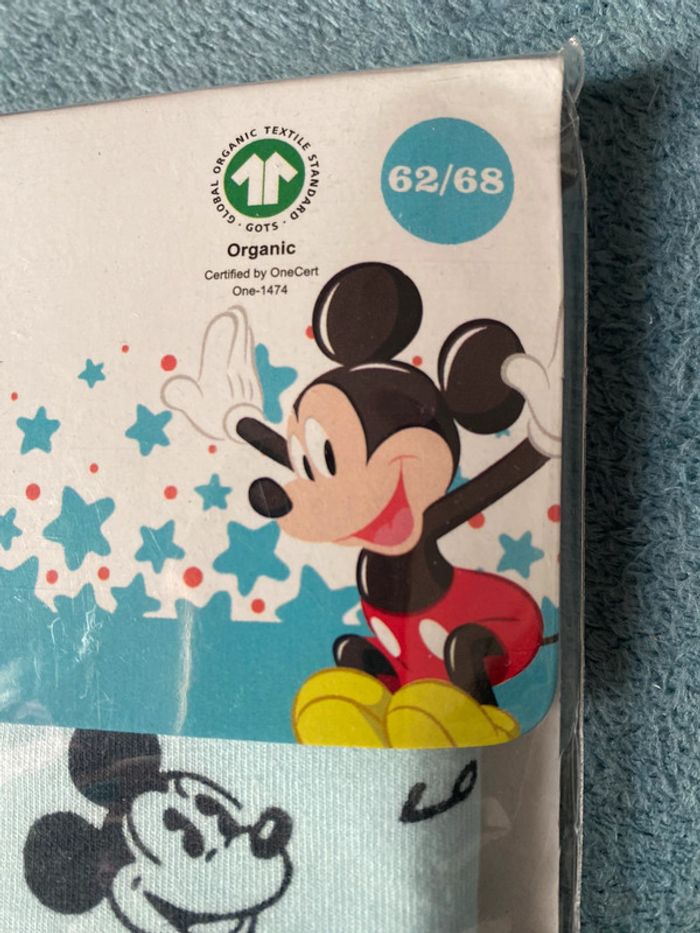 GLOBAL ORGANIC TEXTILE STANDARD
· GOTS ·
62/68
Organic
Certified by OneCert
One-1474